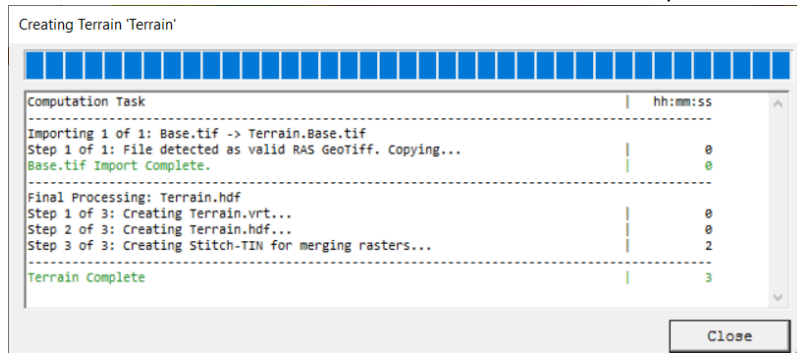 Creating Terrain 'Terrain'
Computation Task | hh:mm:ss
Importing 1 of 1: Base.tif -> Terrain.Base.tif
Step 1 of 1: File detected as valid RAS GeoTiff. Copying... | 0
Base.tif Import Complete. | 0
Final Processing: Terrain.hdf
Step 1 of 3: Creating Terrain.vrt... | 0
Step 2 of 3: Creating Terrain.hdf... | 0
Step 3 of 3: Creating Stitch-TIN for merging rasters... | 2
Terrain Complete | 3
Close